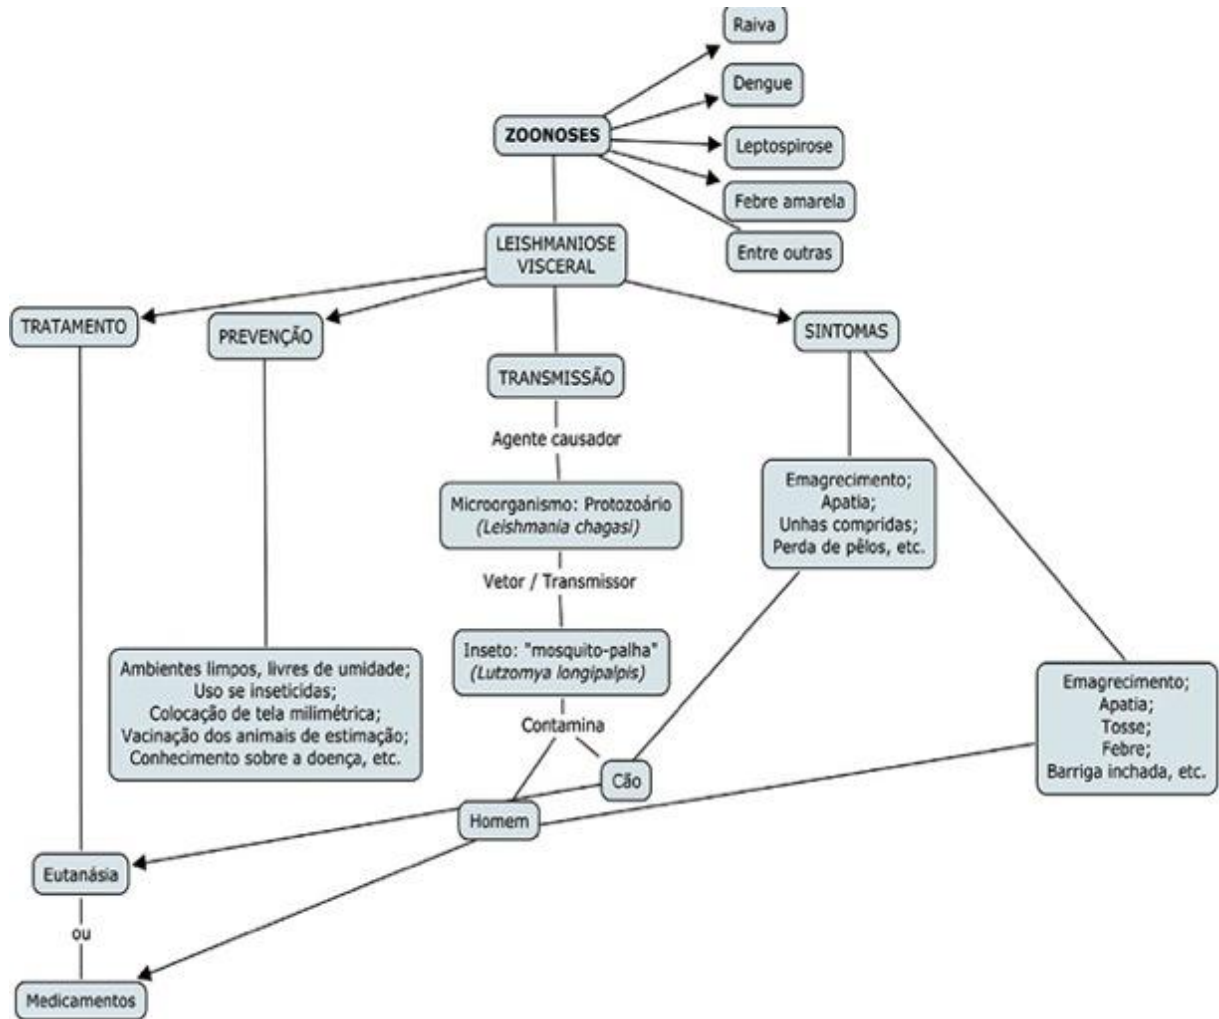 Raiva
Dengue
ZOONOSES
Leptospirose
Febre amarela
Entre outras
LEISHMANIOSE
VISCERAL
TRATAMENTO
PREVENÇÃO
TRANSMISSÃO
SINTOMAS
Agente causador
Microorganismo: Protozoário
(Leishmania chagasi)
Vetor / Transmissor
Inseto: "mosquito-palha"
(Lutzomya longipalpis)
Contamina
Cão
Homem
Emagrecimento;
Apatia;
Unhas compridas;
Perda de pêlos, etc.
Emagrecimento;
Apatia;
Tosse;
Febre;
Barriga inchada, etc.
Ambientes limpos, livres de umidade;
Uso se inseticidas;
Colocação de tela milimétrica;
Vacinação dos animais de estimação;
Conhecimento sobre a doença, etc.
Eutanásia
ou
Medicamentos